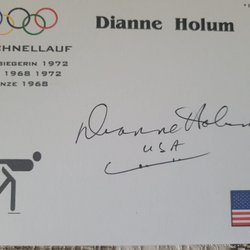 Dianne Holum
CHNELLAUF
SIEGERIN 1972
1968 1972
NZE 1968
Dianne Holum
USA